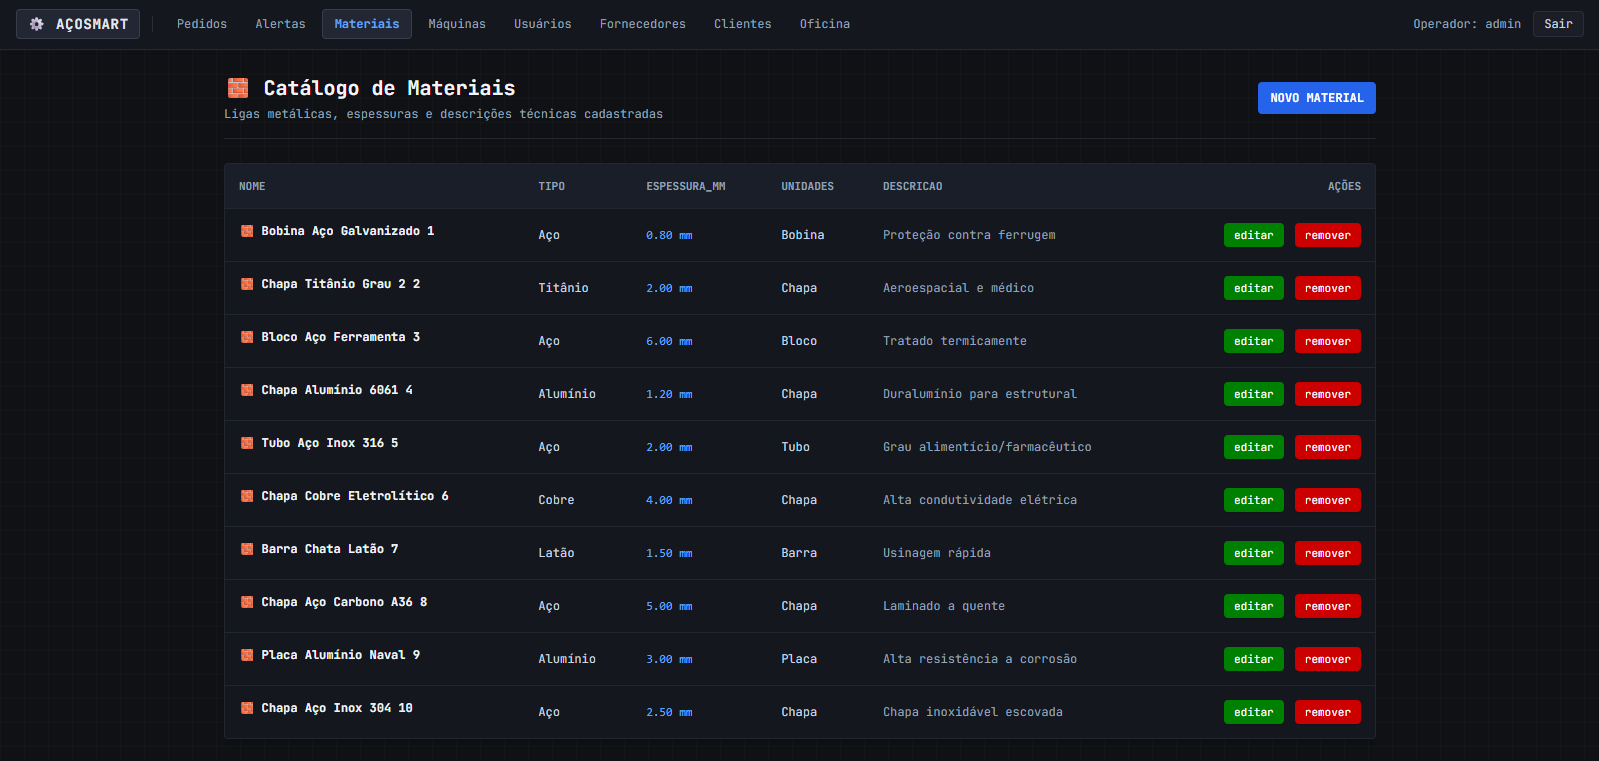 AÇOSMART Pedidos Alertas Materiais Máquinas Usuários Fornecedores Clientes Oficina Operador: admin Sair
Catálogo de Materiais
NOVO MATERIAL
Ligas metálicas, espessuras e descrições técnicas cadastradas
NOME TIPO ESPESSURA_MM UNIDADES DESCRICAO AÇÕES
Bobina Aço Galvanizado 1 Aço 0.80 mm Bobina Proteção contra ferrugem editar remover
Chapa Titânio Grau 2 2 Titânio 2.00 mm Chapa Aeroespacial e médico editar remover
Bloco Aço Ferramenta 3 Aço 6.00 mm Bloco Tratado termicamente editar remover
Chapa Alumínio 6061 4 Alumínio 1.20 mm Chapa Duralumínio para estrutural editar remover
Tubo Aço Inox 316 5 Aço 2.00 mm Tubo Grau alimentício/farmacêutico editar remover
Chapa Cobre Eletrolítico 6 Cobre 4.00 mm Chapa Alta condutividade elétrica editar remover
Barra Chata Latão 7 Latão 1.50 mm Barra Usinagem rápida editar remover
Chapa Aço Carbono A36 8 Aço 5.00 mm Chapa Laminado a quente editar remover
Placa Alumínio Naval 9 Alumínio 3.00 mm Placa Alta resistência a corrosão editar remover
Chapa Aço Inox 304 10 Aço 2.50 mm Chapa Chapa inoxidável escovada editar remover